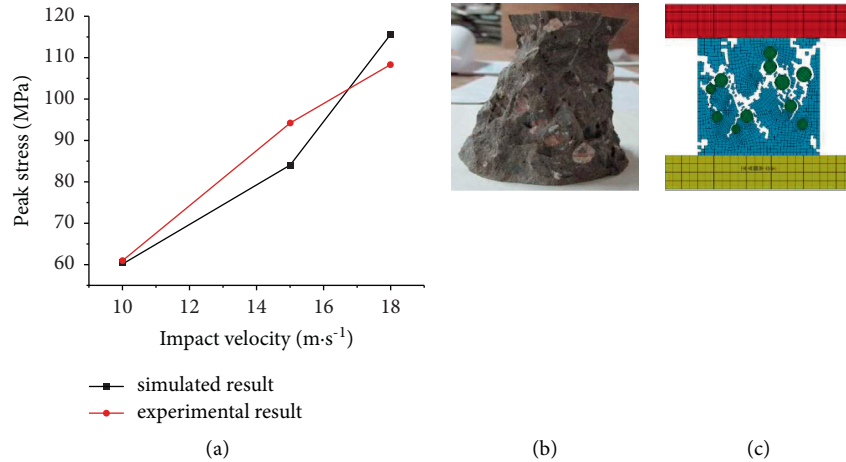 120
110
100
90
80
70
60
Peak stress (MPa)
10
12
14
16
18
Impact velocity (m·s⁻¹)
simulated result
experimental result
(a)
(b)
(c)